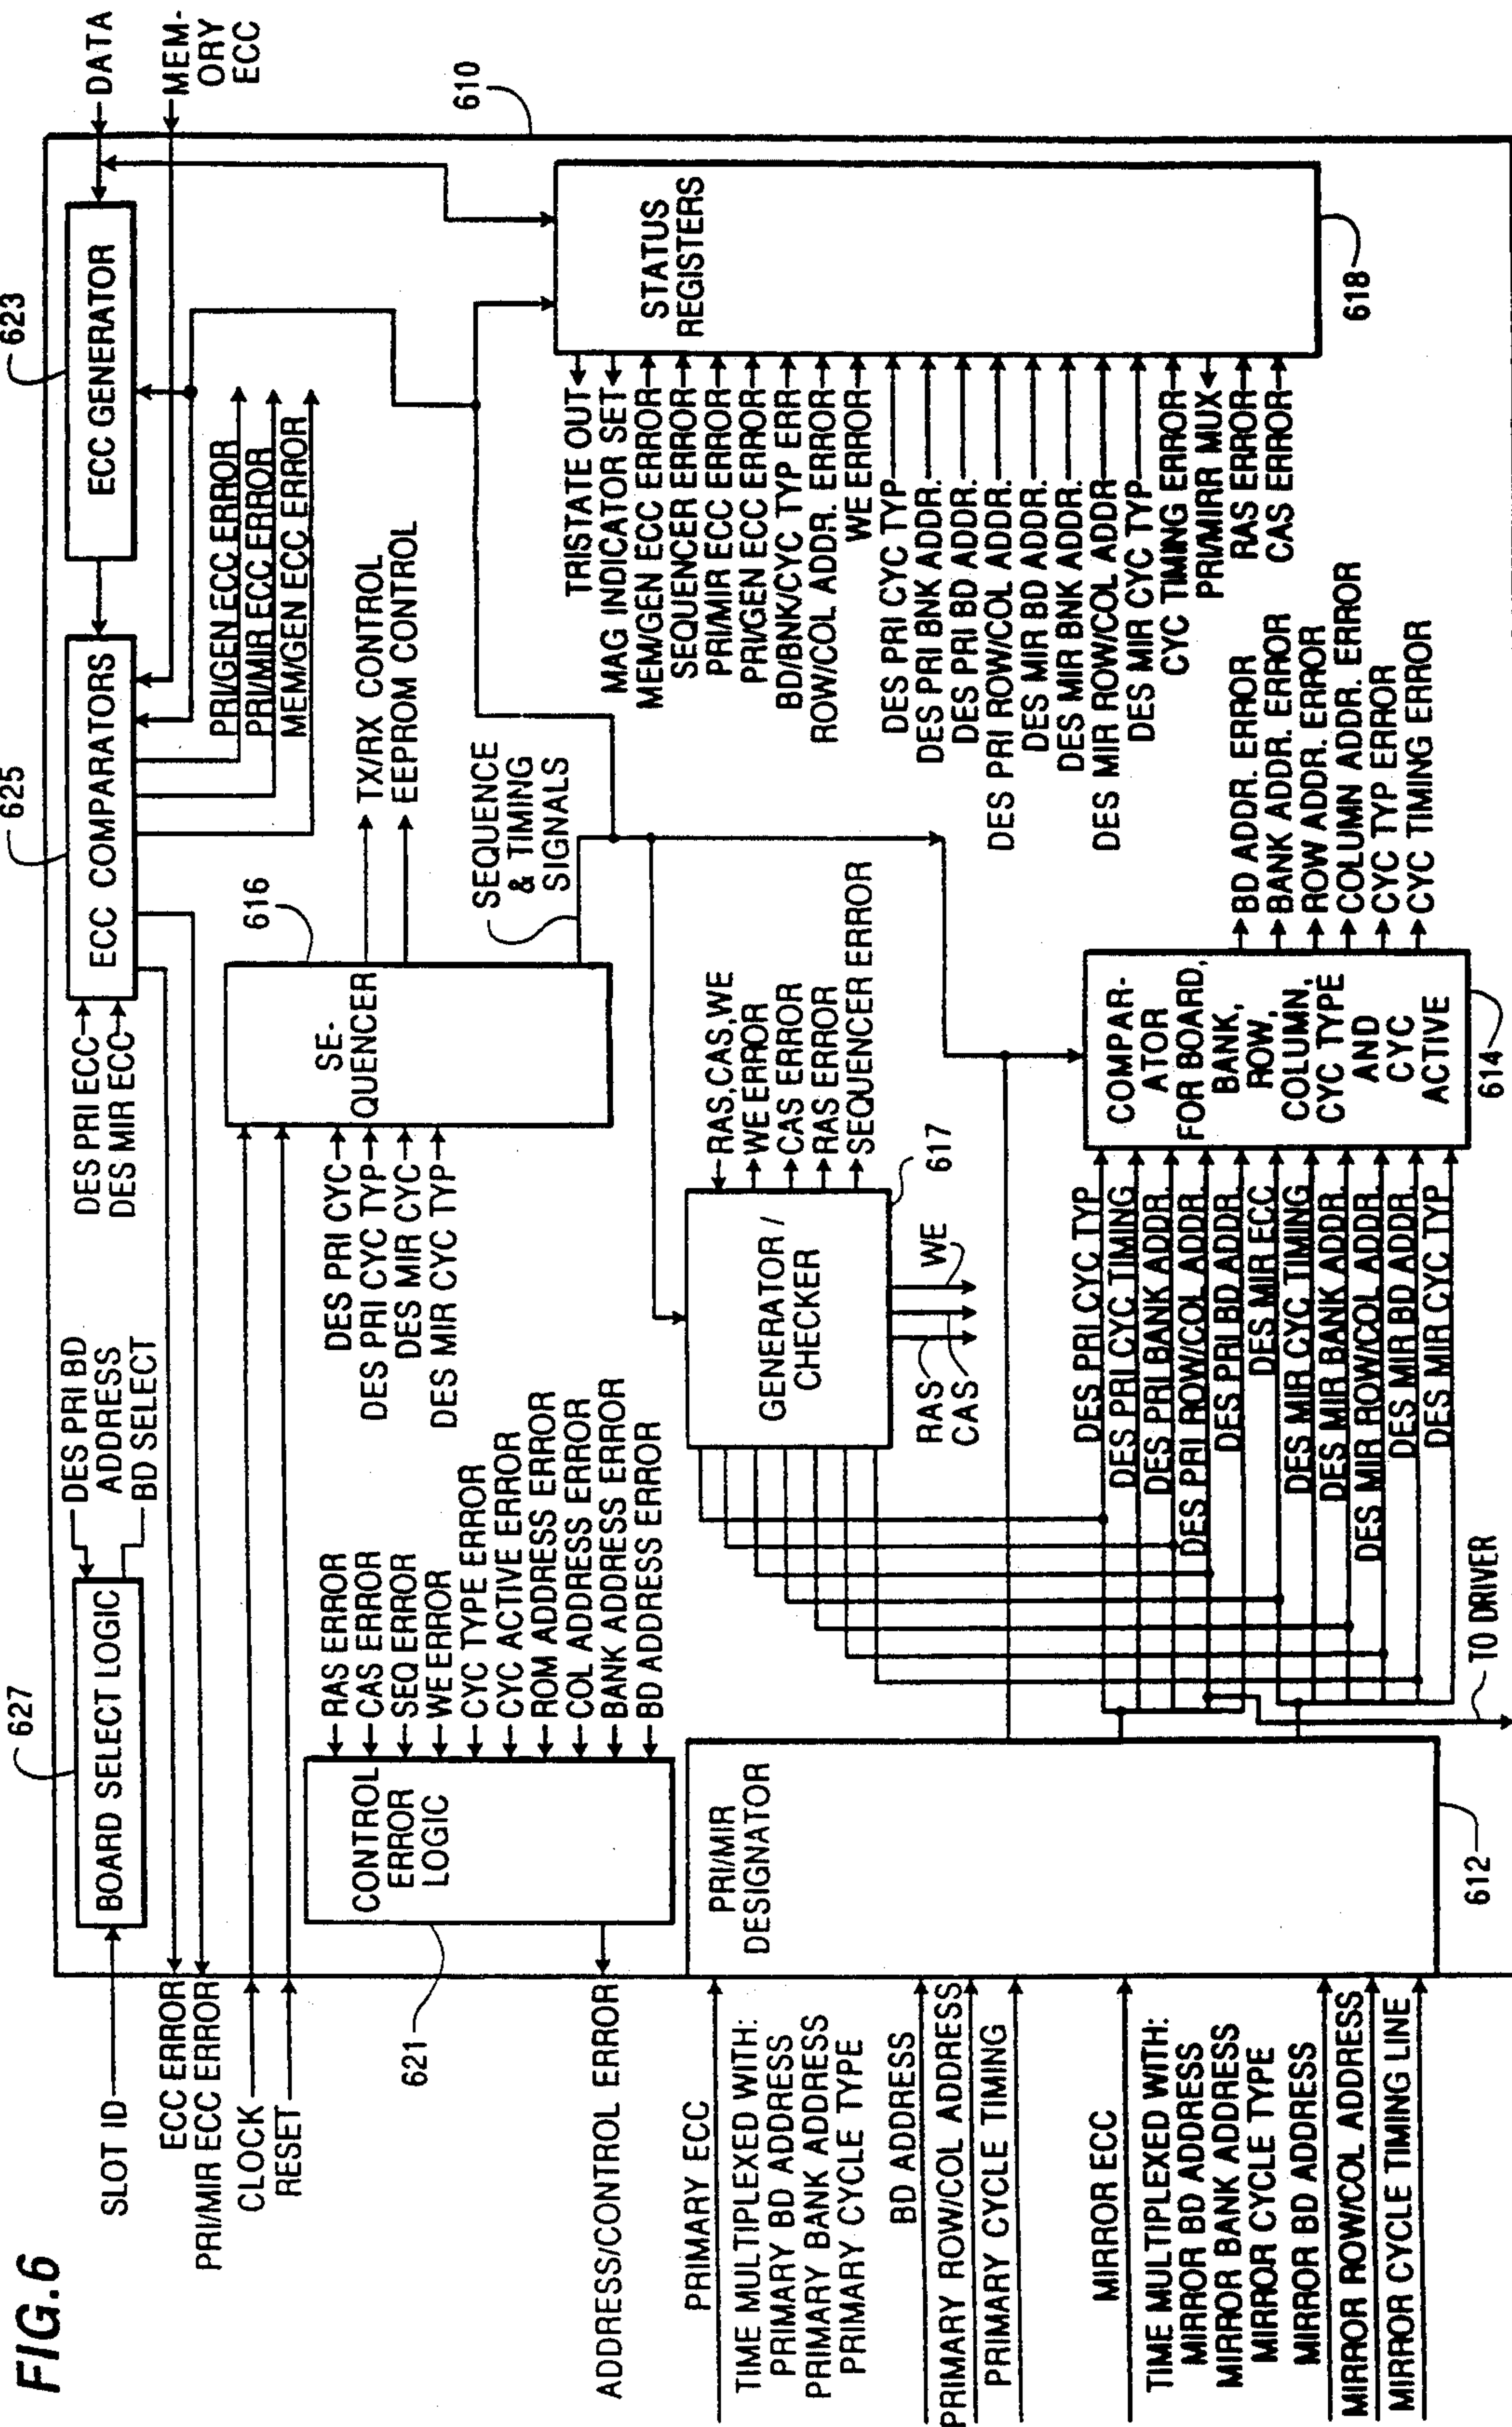 FIG.6
SLOT ID
ECC ERROR
PRI/MIR ECC ERROR
CLOCK
RESET
ADDRESS/CONTROL ERROR
PRIMARY ECC
TIME MULTIPLEXED WITH:
PRIMARY BD ADDRESS
PRIMARY BANK ADDRESS
PRIMARY CYCLE TYPE
BD ADDRESS
PRIMARY ROW/COL ADDRESS
PRIMARY CYCLE TIMING
MIRROR ECC
TIME MULTIPLEXED WITH:
MIRROR BD ADDRESS
MIRROR BANK ADDRESS
MIRROR CYCLE TYPE
MIRROR BD ADDRESS
MIRROR ROW/COL ADDRESS
MIRROR CYCLE TIMING LINE
627
BOARD SELECT LOGIC
DES PRI BD
ADDRESS
BD SELECT
CONTROL
ERROR
LOGIC
621
RAS ERROR
CAS ERROR
SEQ ERROR
WE ERROR
CYC TYPE ERROR
CYC ACTIVE ERROR
ROM ADDRESS ERROR
COL ADDRESS ERROR
BANK ADDRESS ERROR
BD ADDRESS ERROR
PRI/MIR
DESIGNATOR
612
TO DRIVER
625
ECC COMPARATORS
DES PRI ECC
DES MIR ECC
623
ECC GENERATOR
DATA
MEM-
ORY
ECC
610
PRI/GEN ECC ERROR
PRI/MIR ECC ERROR
MEM/GEN ECC ERROR
616
SE-
QUENCER
DES PRI CYC
DES PRI CYC TYP
DES MIR CYC
DES MIR CYC TYP
TX/RX CONTROL
EEPROM CONTROL
SEQUENCE
& TIMING
SIGNALS
GENERATOR /
CHECKER
617
RAS,CAS,WE
WE ERROR
CAS ERROR
RAS ERROR
SEQUENCER ERROR
RAS
CAS
WE
DES PRI CYC TYP
DES PRI CYC TIMING
DES PRI BANK ADDR.
DES PRI ROW/COL ADDR.
DES PRI BD ADDR.
DES MIR ECC
DES MIR CYC TIMING
DES MIR BANK ADDR.
DES MIR ROW/COL ADDR.
DES MIR BD ADDR.
DES MIR CYC TYP
COMPAR-
ATOR
FOR BOARD,
BANK,
ROW,
COLUMN,
CYC TYPE
AND
CYC
ACTIVE
614
BD ADDR. ERROR
BANK ADDR. ERROR
ROW ADDR. ERROR
COLUMN ADDR. ERROR
CYC TYP ERROR
CYC TIMING ERROR
STATUS
REGISTERS
618
TRISTATE OUT
MAG INDICATOR SET
MEM/GEN ECC ERROR
SEQUENCER ERROR
PRI/MIR ECC ERROR
PRI/GEN ECC ERROR
BD/BNK/CYC TYP ERR
ROW/COL ADDR. ERROR
WE ERROR
DES PRI CYC TYP
DES PRI BNK ADDR.
DES PRI BD ADDR.
DES PRI ROW/COL ADDR.
DES MIR BD ADDR.
DES MIR BNK ADDR.
DES MIR ROW/COL ADDR
DES MIR CYC TYP
CYC TIMING ERROR
PRI/MIRR MUX
RAS ERROR
CAS ERROR